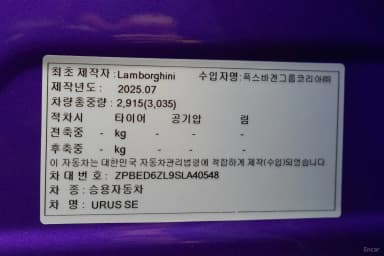 최초 제작자: Lamborghini 수입자명: 폭스바겐그룹코리아㈜
제작년도: 2025.07
차량총중량: 2,915(3,035)
적차시 타이어 공기압 림
전축중 - kg - -
후축중 - kg - -
이 자동차는 대한민국 자동차관리법령에 적합하게 제작(수입)되었습니다
차대번호: ZPBED6ZL9SLA40548
차종: 승용자동차
차명: URUS SE
Encar